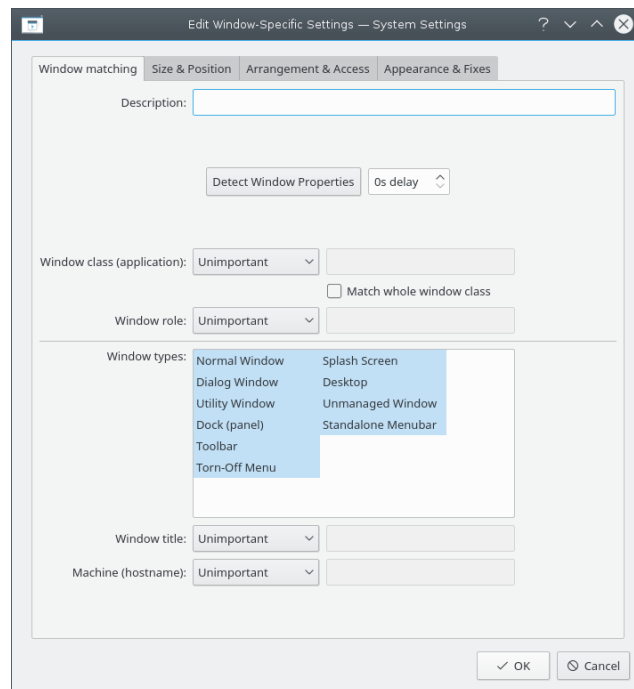 Edit Window-Specific Settings — System Settings
Window matching Size & Position Arrangement & Access Appearance & Fixes
Description:
Detect Window Properties 0s delay
Window class (application): Unimportant
Match whole window class
Window role: Unimportant
Window types: Normal Window Splash Screen
Dialog Window Desktop
Utility Window Unmanaged Window
Dock (panel) Standalone Menubar
Toolbar
Torn-Off Menu
Window title: Unimportant
Machine (hostname): Unimportant
OK Cancel